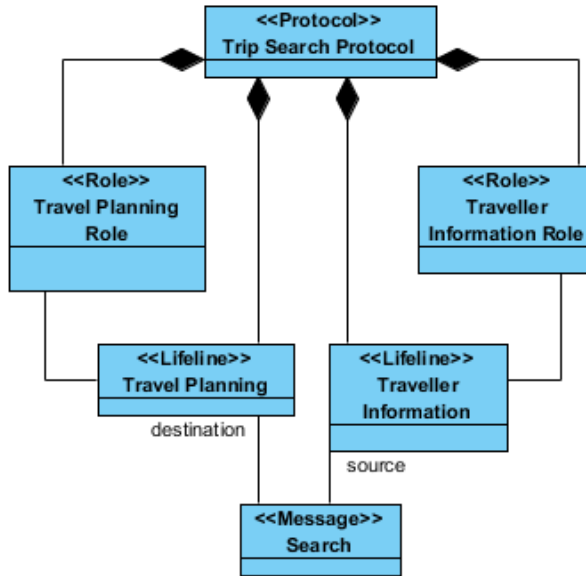 <<Protocol>>
Trip Search Protocol
<<Role>>
Travel Planning
Role
<<Role>>
Traveller
Information Role
<<Lifeline>>
Travel Planning
<<Lifeline>>
Traveller
Information
destination
source
<<Message>>
Search